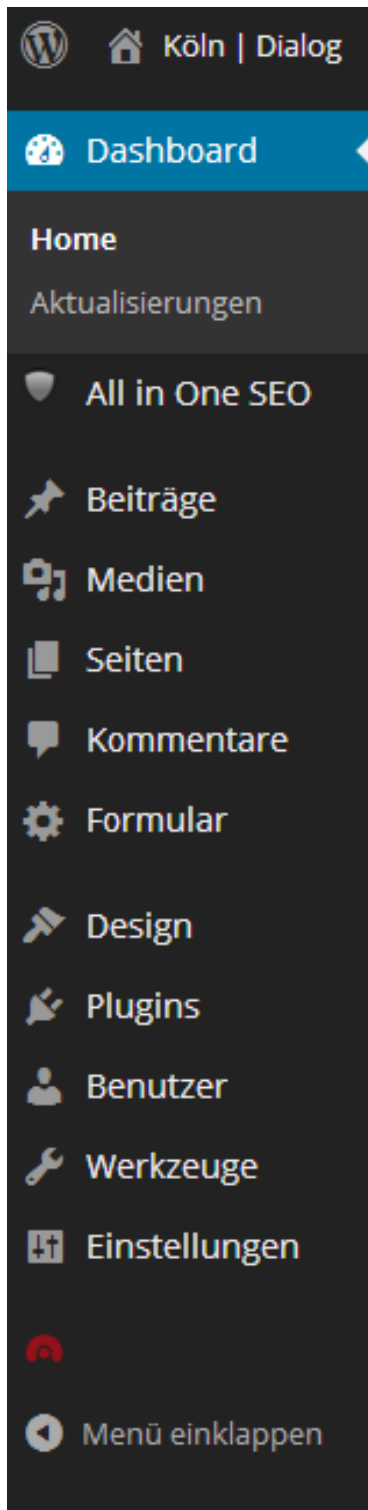 Köln | Dialog
Dashboard
Home
Aktualisierungen
All in One SEO
Beiträge
Medien
Seiten
Kommentare
Formular
Design
Plugins
Benutzer
Werkzeuge
Einstellungen
Menü einklappen